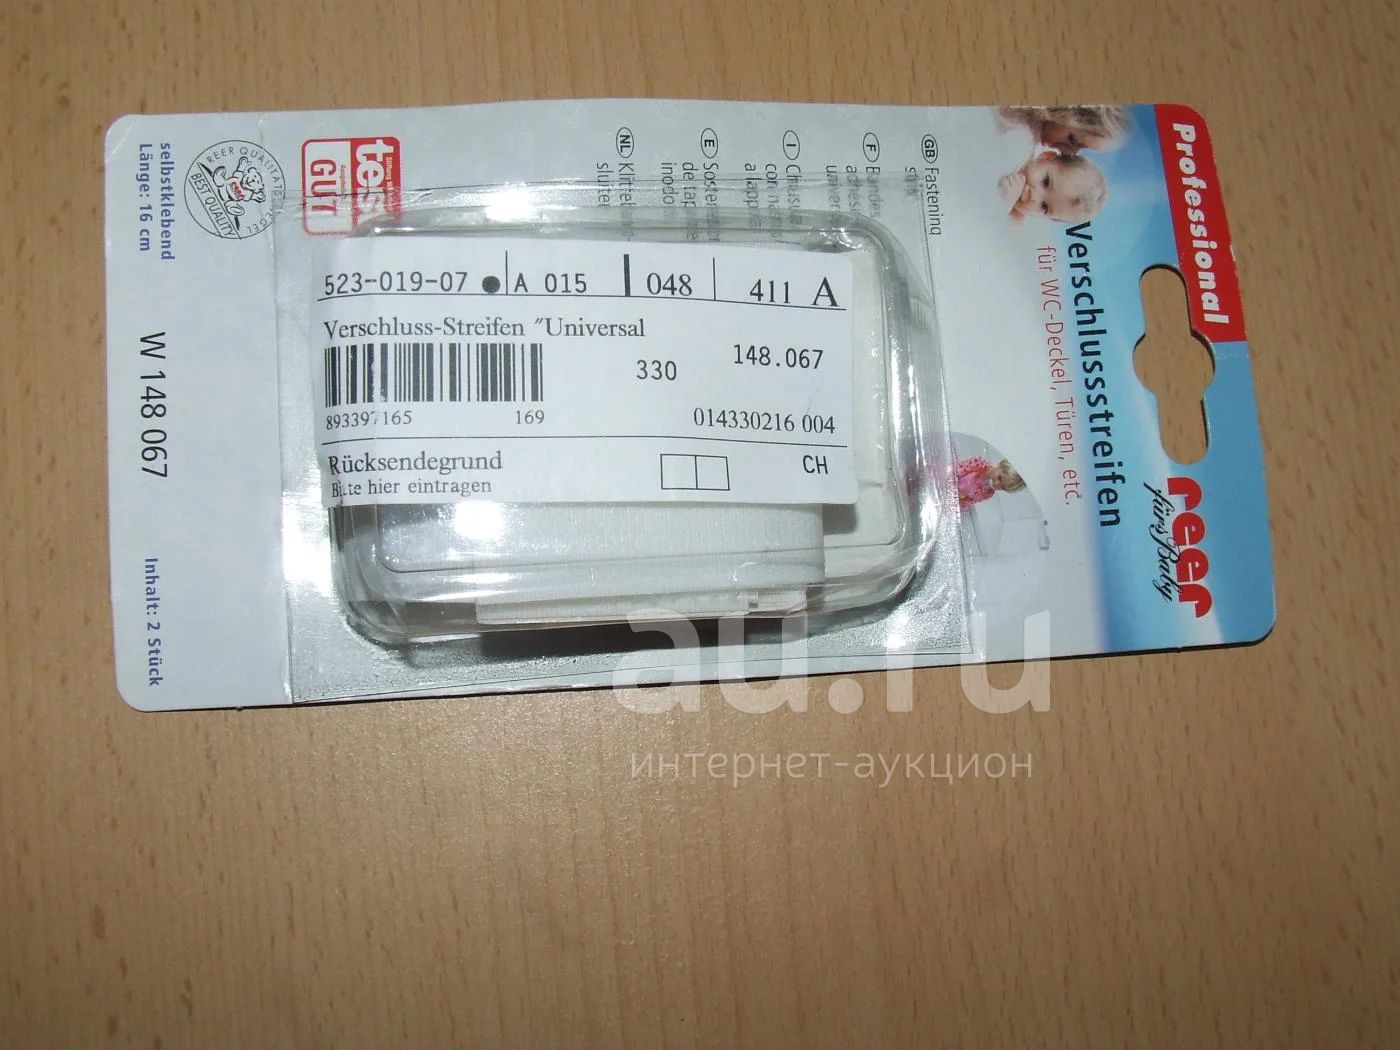 Professional
Verschlussstreifen
für WC-Deckel, Türen, etc.
reer
fürs Baby
GB Fastening
F Bandes
I
E
NL
test
GUT
523-019-07 ● A 015 048 411 A
Verschluss-Streifen "Universal
330 148.067
893397165 169 014330216 004
Rücksendegrund CH
Bitte hier eintragen
REER QUALITÄTS
BEST QUALITY
selbstklebend
Länge: 16 cm
W 148 067
Inhalt: 2 Stück
au.ru
интернет-аукцион